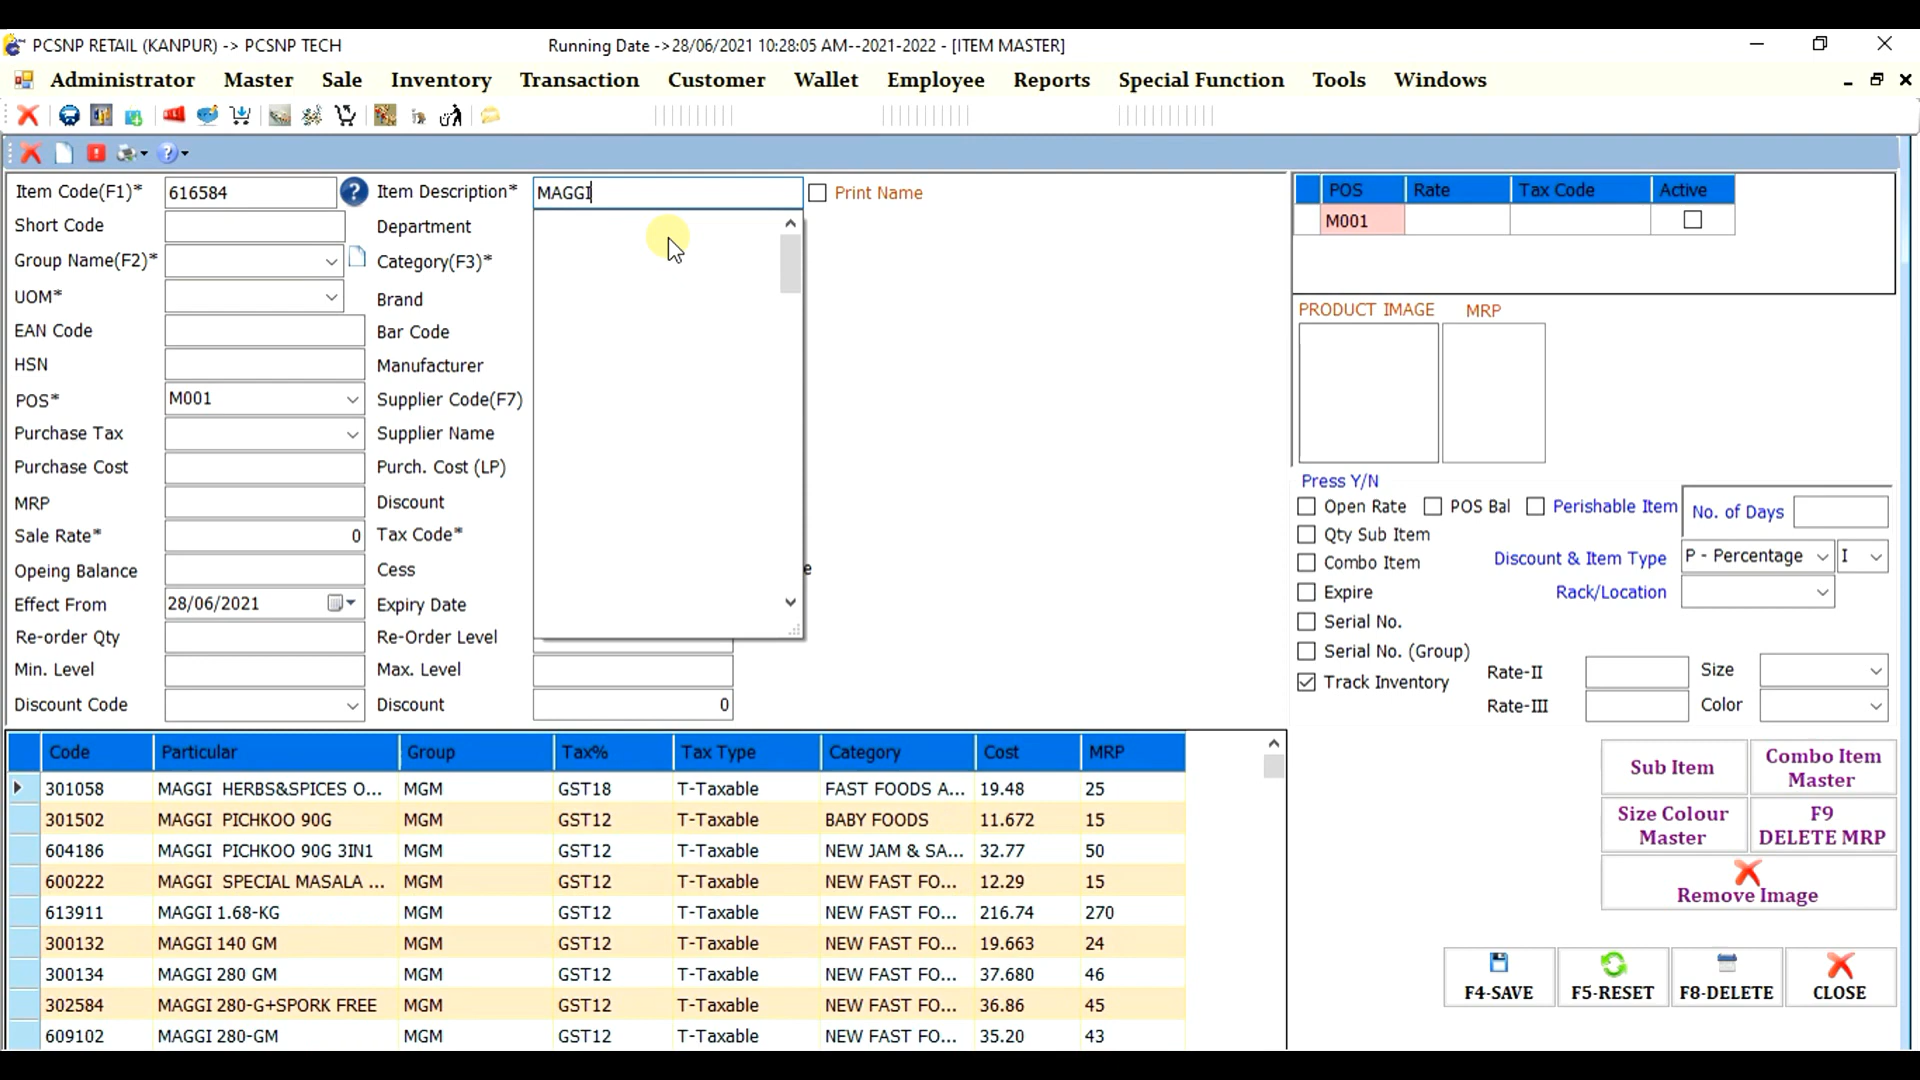 PCSNP RETAIL (KANPUR) -> PCSNP TECH
Running Date ->28/06/2021 10:28:05 AM--2021-2022 - [ITEM MASTER]
Administrator Master Sale Inventory Transaction Customer Wallet Employee Reports Special Function Tools Windows
Item Code(F1)* 616584 Item Description* MAGGI Print Name
Short Code Department
Group Name(F2)* Category(F3)*
UOM* Brand
EAN Code Bar Code
HSN Manufacturer
POS* M001 Supplier Code(F7)
Purchase Tax Supplier Name
Purchase Cost Purch. Cost (LP)
MRP Discount
Sale Rate* 0 Tax Code*
Opeing Balance Cess e
Effect From 28/06/2021 Expiry Date
Re-order Qty Re-Order Level
Min. Level Max. Level
Discount Code Discount 0
POS Rate Tax Code Active
M001
PRODUCT IMAGE MRP
Press Y/N
Open Rate POS Bal Perishable Item No. of Days
Qty Sub Item
Combo Item Discount & Item Type P - Percentage I
Expire Rack/Location
Serial No.
Serial No. (Group)
Track Inventory Rate-II Size
Rate-III Color
Code Particular Group Tax% Tax Type Category Cost MRP
301058 MAGGI HERBS&SPICES O... MGM GST18 T-Taxable FAST FOODS A... 19.48 25
301502 MAGGI PICHKOO 90G MGM GST12 T-Taxable BABY FOODS 11.672 15
604186 MAGGI PICHKOO 90G 3IN1 MGM GST12 T-Taxable NEW JAM & SA... 32.77 50
600222 MAGGI SPECIAL MASALA ... MGM GST12 T-Taxable NEW FAST FO... 12.29 15
613911 MAGGI 1.68-KG MGM GST12 T-Taxable NEW FAST FO... 216.74 270
300132 MAGGI 140 GM MGM GST12 T-Taxable NEW FAST FO... 19.663 24
300134 MAGGI 280 GM MGM GST12 T-Taxable NEW FAST FO... 37.680 46
302584 MAGGI 280-G+SPORK FREE MGM GST12 T-Taxable NEW FAST FO... 36.86 45
609102 MAGGI 280-GM MGM GST12 T-Taxable NEW FAST FO... 35.20 43
Sub Item
Combo Item
Master
Size Colour
Master
F9
DELETE MRP
Remove Image
F4-SAVE F5-RESET F8-DELETE CLOSE